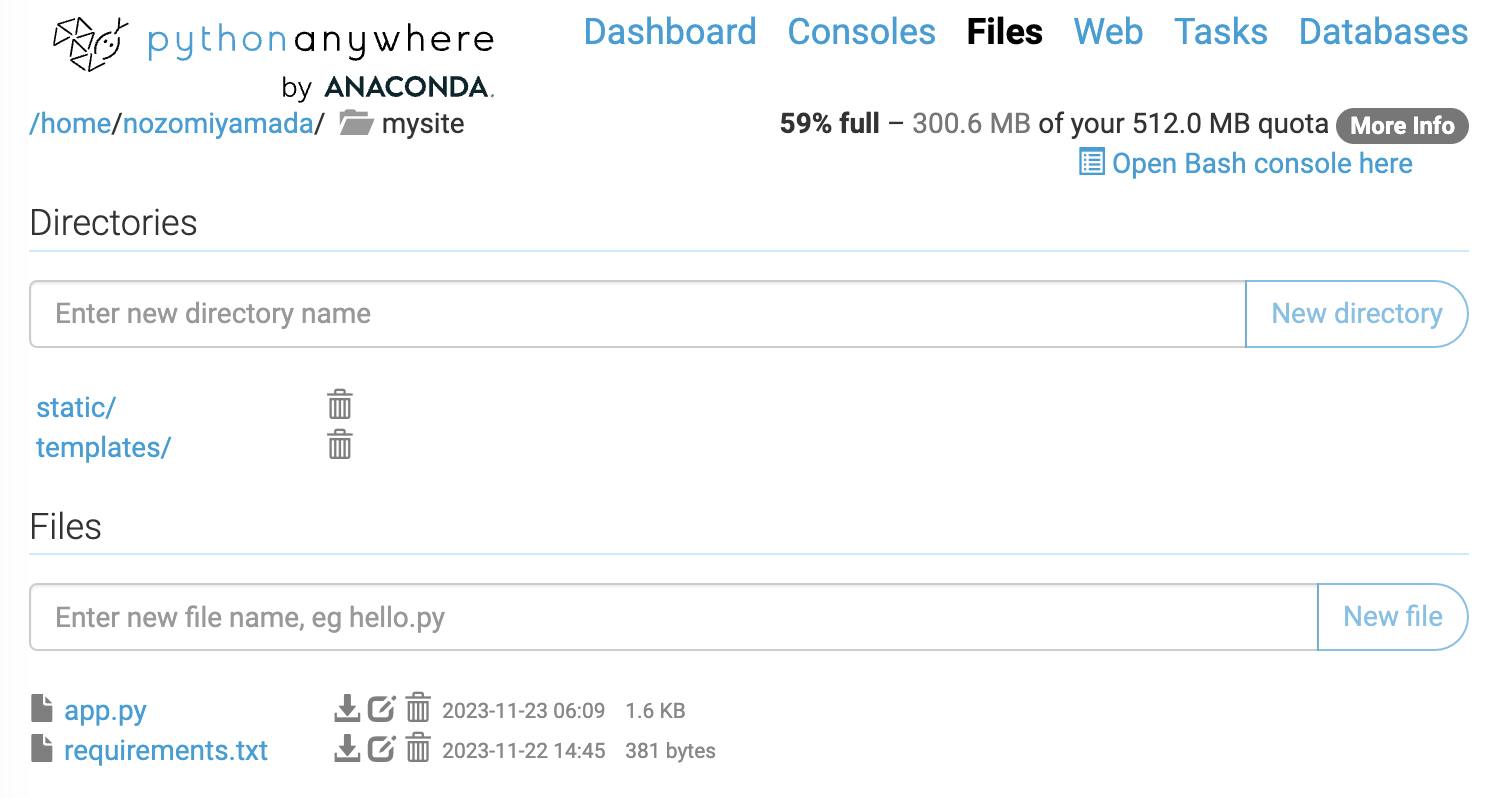 pythonanywhere
by ANACONDA.
Dashboard Consoles Files Web Tasks Databases
/home/nozomiyamada/ mysite
59% full – 300.6 MB of your 512.0 MB quota More Info
Open Bash console here
Directories
Enter new directory name New directory
static/
templates/
Files
Enter new file name, eg hello.py New file
app.py 2023-11-23 06:09 1.6 KB
requirements.txt 2023-11-22 14:45 381 bytes